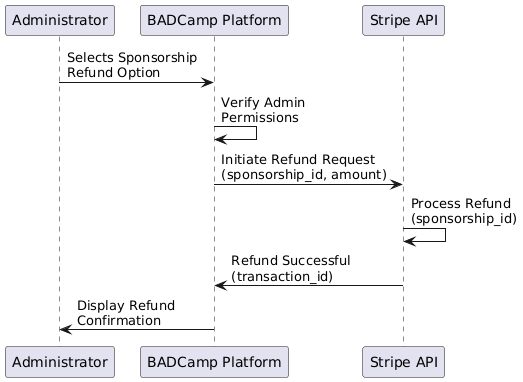 Administrator
BADCamp Platform
Stripe API
Selects Sponsorship
Refund Option
Verify Admin
Permissions
Initiate Refund Request
(sponsorship_id, amount)
Process Refund
(sponsorship_id)
Refund Successful
(transaction_id)
Display Refund
Confirmation
Administrator
BADCamp Platform
Stripe API